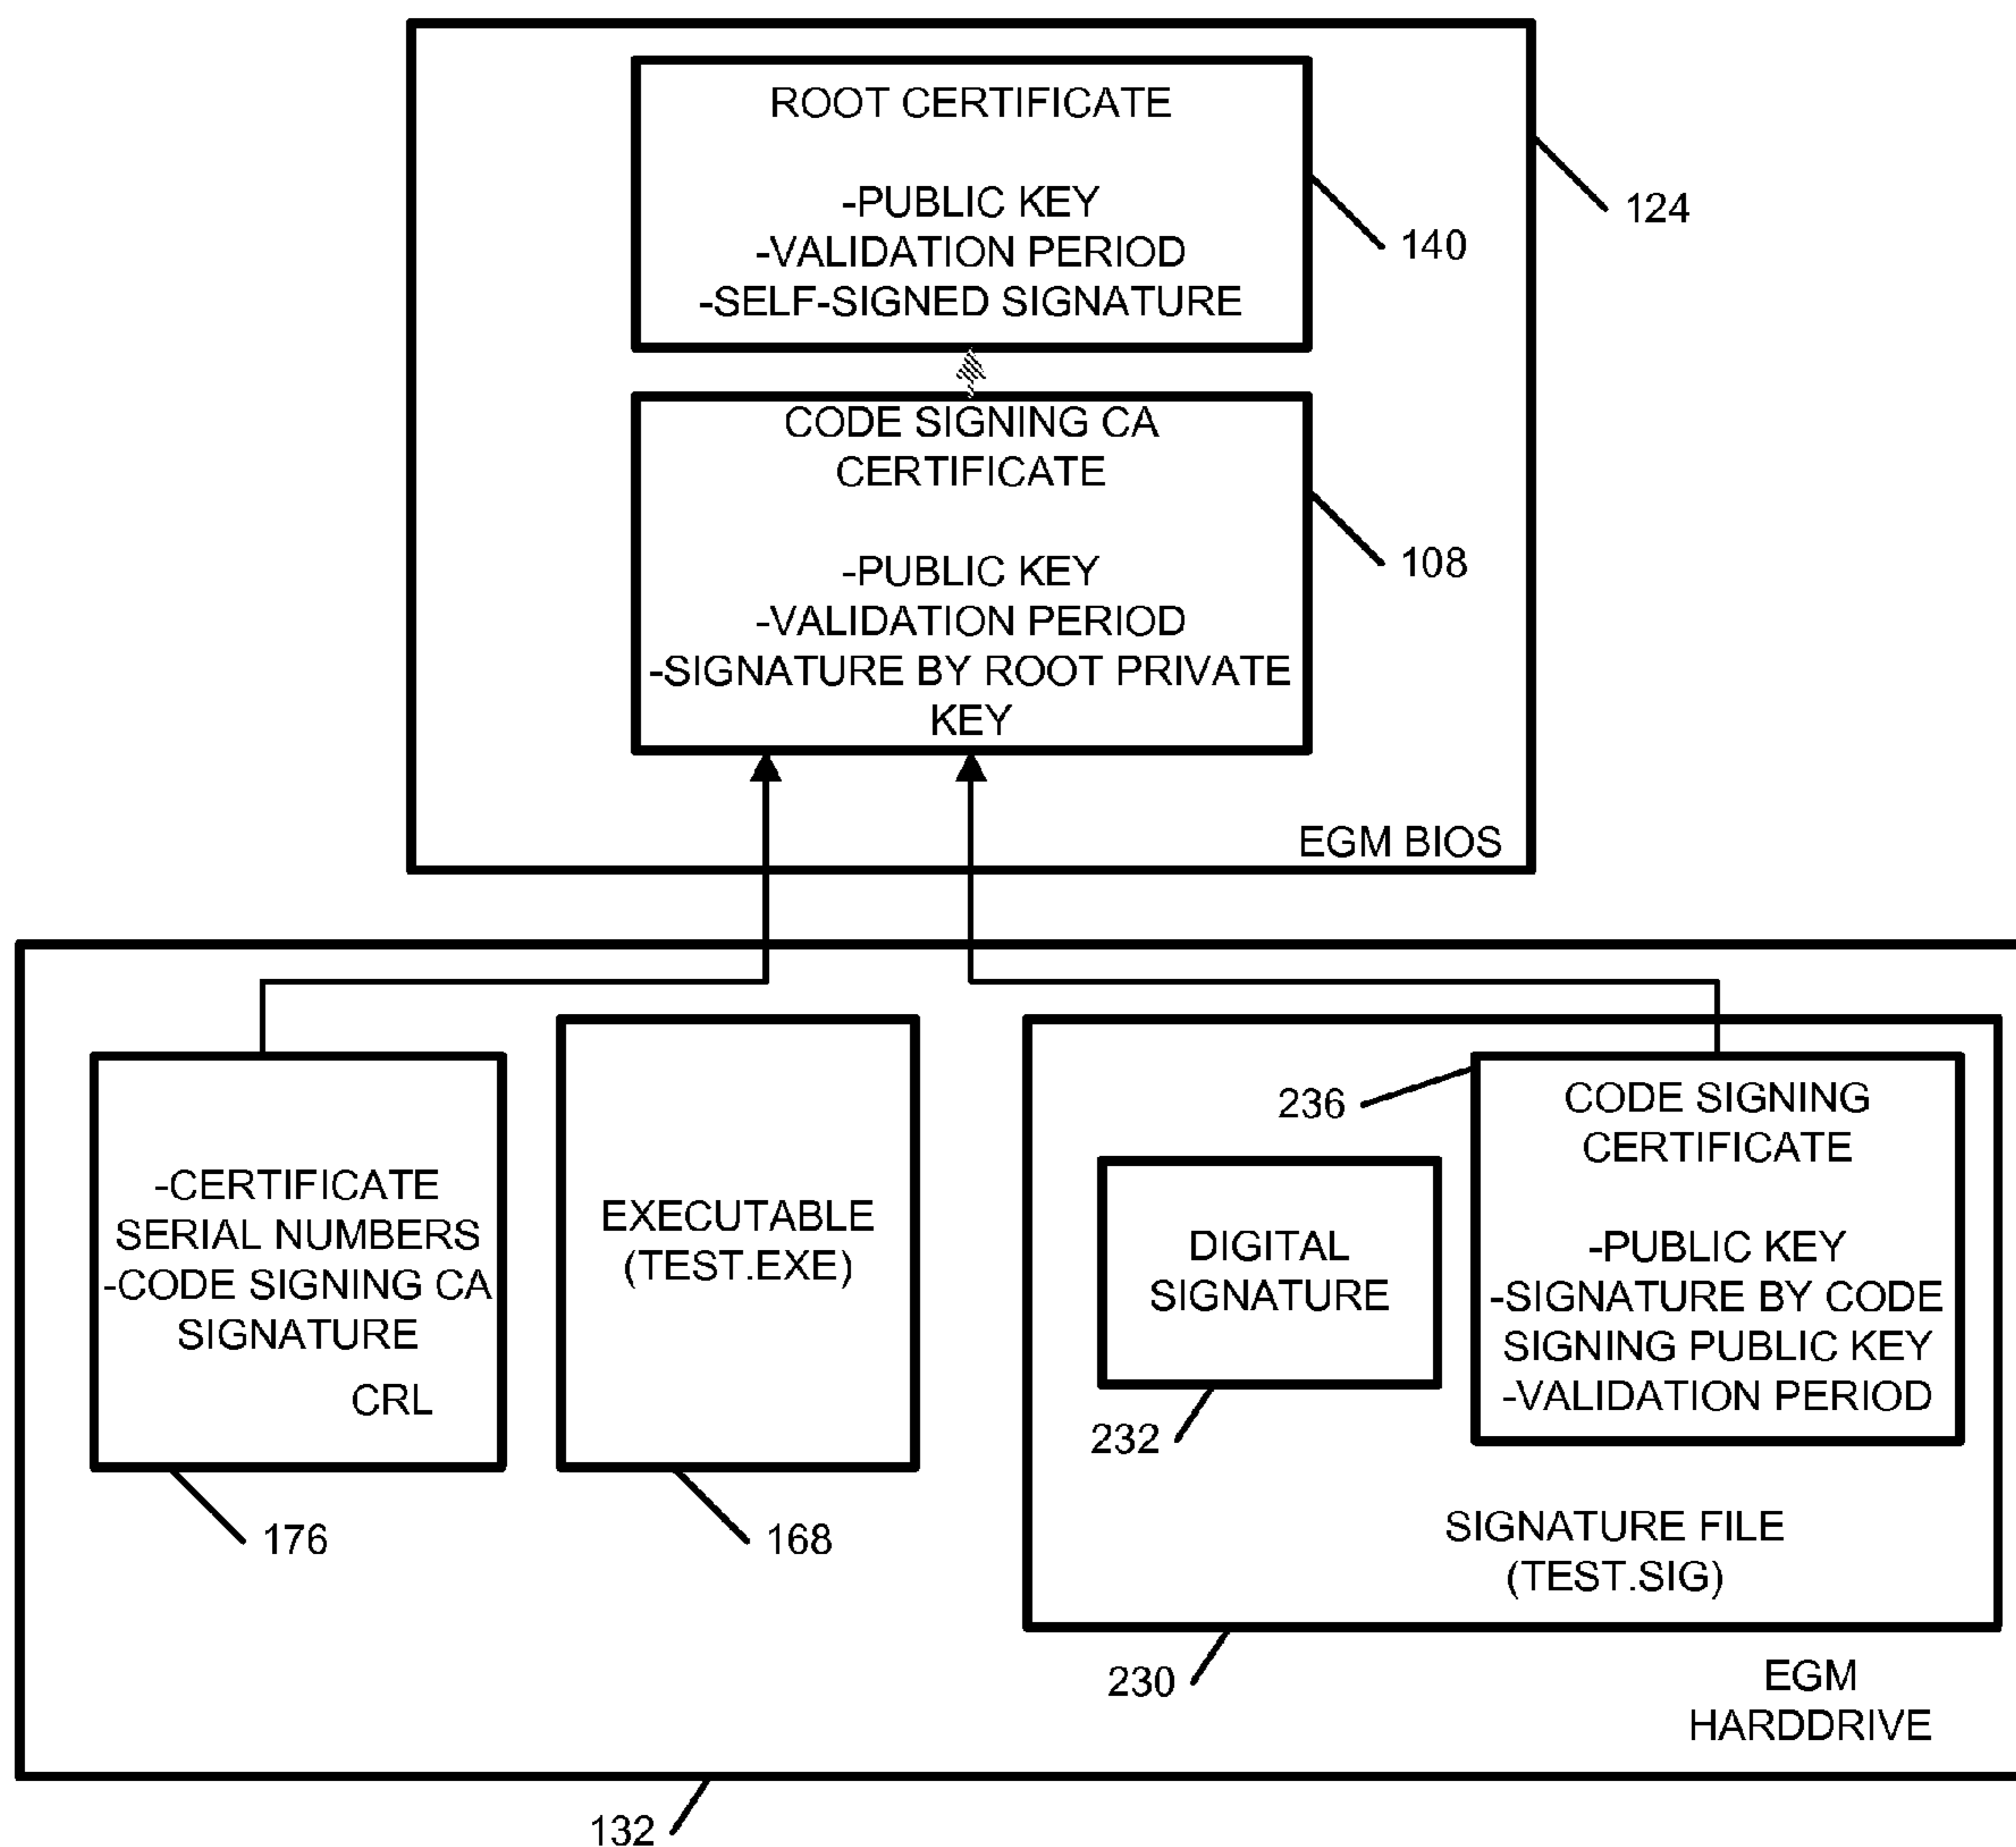 ROOT CERTIFICATE
-PUBLIC KEY
-VALIDATION PERIOD
-SELF-SIGNED SIGNATURE
140
124
CODE SIGNING CA
CERTIFICATE
-PUBLIC KEY
-VALIDATION PERIOD
-SIGNATURE BY ROOT PRIVATE
KEY
108
EGM BIOS
-CERTIFICATE
SERIAL NUMBERS
-CODE SIGNING CA
SIGNATURE
CRL
176
EXECUTABLE
(TEST.EXE)
168
DIGITAL
SIGNATURE
232
236
CODE SIGNING
CERTIFICATE
-PUBLIC KEY
-SIGNATURE BY CODE
SIGNING PUBLIC KEY
-VALIDATION PERIOD
SIGNATURE FILE
(TEST.SIG)
230
EGM
HARDDRIVE
132